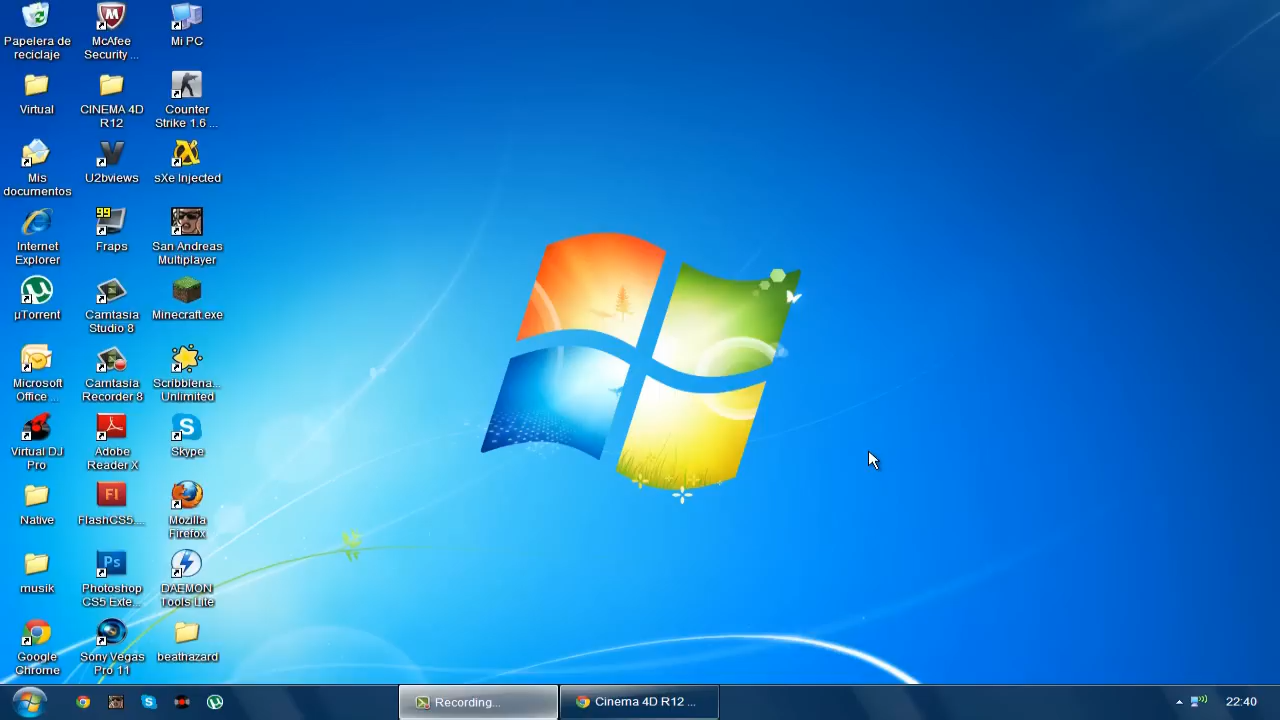 Papelera de
reciclaje
McAfee
Security ...
Mi PC
Virtual
CINEMA 4D
R12
Counter
Strike 1.6 ...
Mis
documentos
U2bviews
sXe Injected
Internet
Explorer
99
Fraps
San Andreas
Multiplayer
µTorrent
Camtasia
Studio 8
Minecraft.exe
Microsoft
Office ...
Camtasia
Recorder 8
Scribblena...
Unlimited
Virtual DJ
Pro
Adobe
Reader X
Skype
Native
Fl
FlashCS5....
Mozilla
Firefox
musik
Ps
Photoshop
CS5 Exte...
DAEMON
Tools Lite
Google
Chrome
Sony Vegas
Pro 11
beathazard
Recording...
Cinema 4D R12 ...
22:40